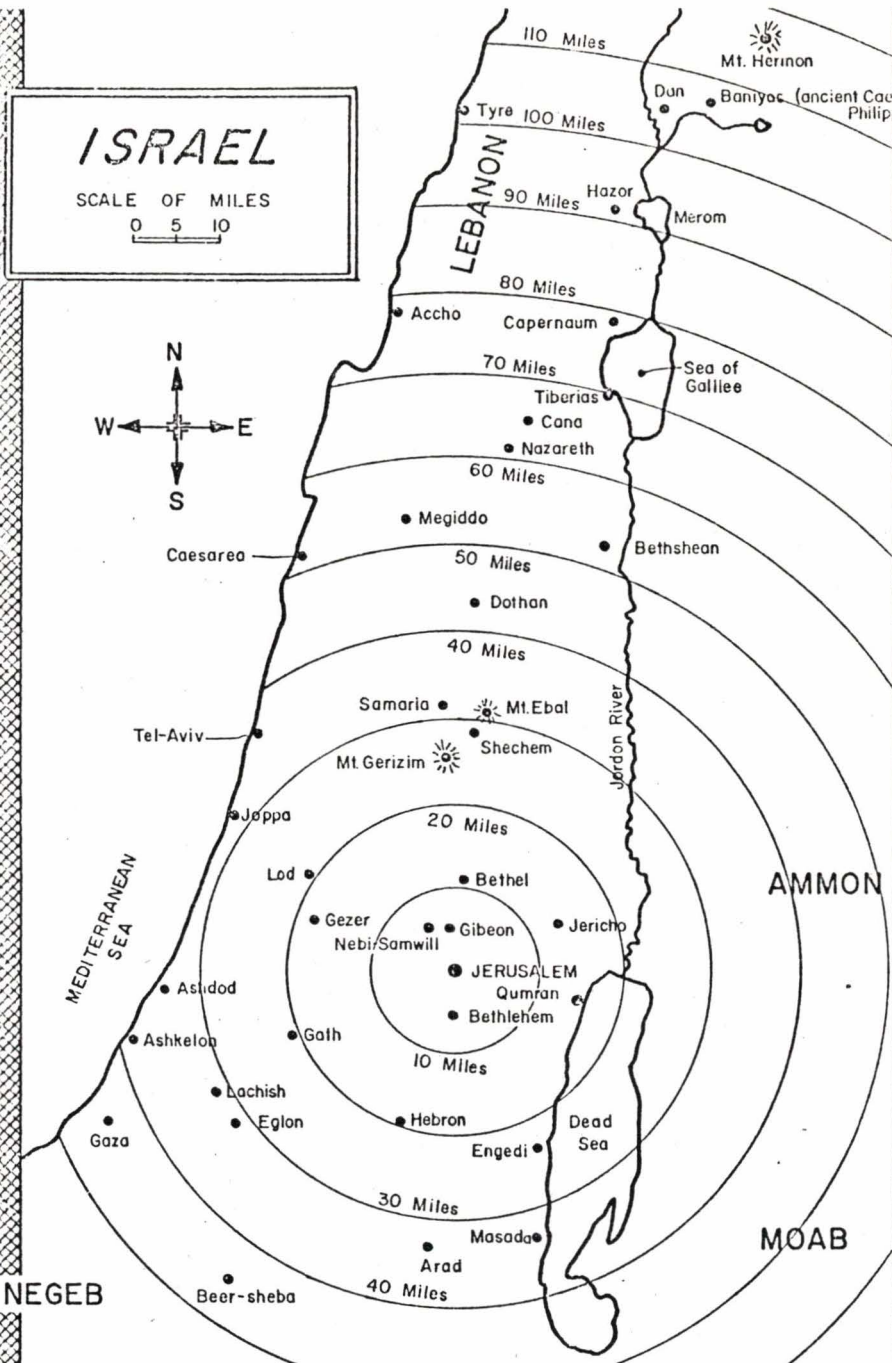 110 Miles
Mt. Hermon
Dan
Baniyas (ancient Cae
Philip
Tyre
100 Miles
ISRAEL
SCALE OF MILES
0 5 10
LEBANON
Hazor
90 Miles
Merom
80 Miles
Accho
Capernaum
N
W E
S
70 Miles
Sea of
Galilee
Tiberias
Cana
Nazareth
60 Miles
Megiddo
Caesarea
Bethshean
50 Miles
Dothan
40 Miles
Samaria
Mt. Ebal
Tel-Aviv
Shechem
Mt. Gerizim
Jordon River
Joppa
20 Miles
Lod
Bethel
AMMON
MEDITERRANEAN
SEA
Gezer
Jericho
Nebi-Samwill
Gibeon
JERUSALEM
Ashdod
Qumran
Bethlehem
Ashkelon
Gath
10 Miles
Lachish
Eglon
Hebron
Dead
Sea
Gaza
Engedi
30 Miles
Masada
MOAB
Arad
Beer-sheba
40 Miles
NEGEB